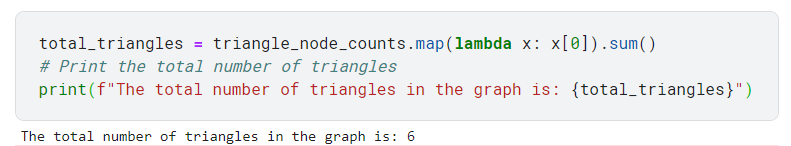 total_triangles = triangle_node_counts.map(lambda x: x[0]).sum()
# Print the total number of triangles
print(f"The total number of triangles in the graph is: {total_triangles}")
The total number of triangles in the graph is: 6